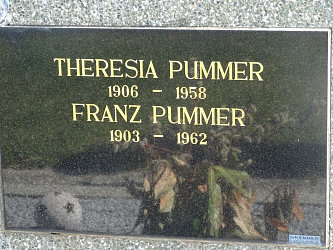 THERESIA PUMMER
1906 - 1958
FRANZ PUMMER
1903 - 1962